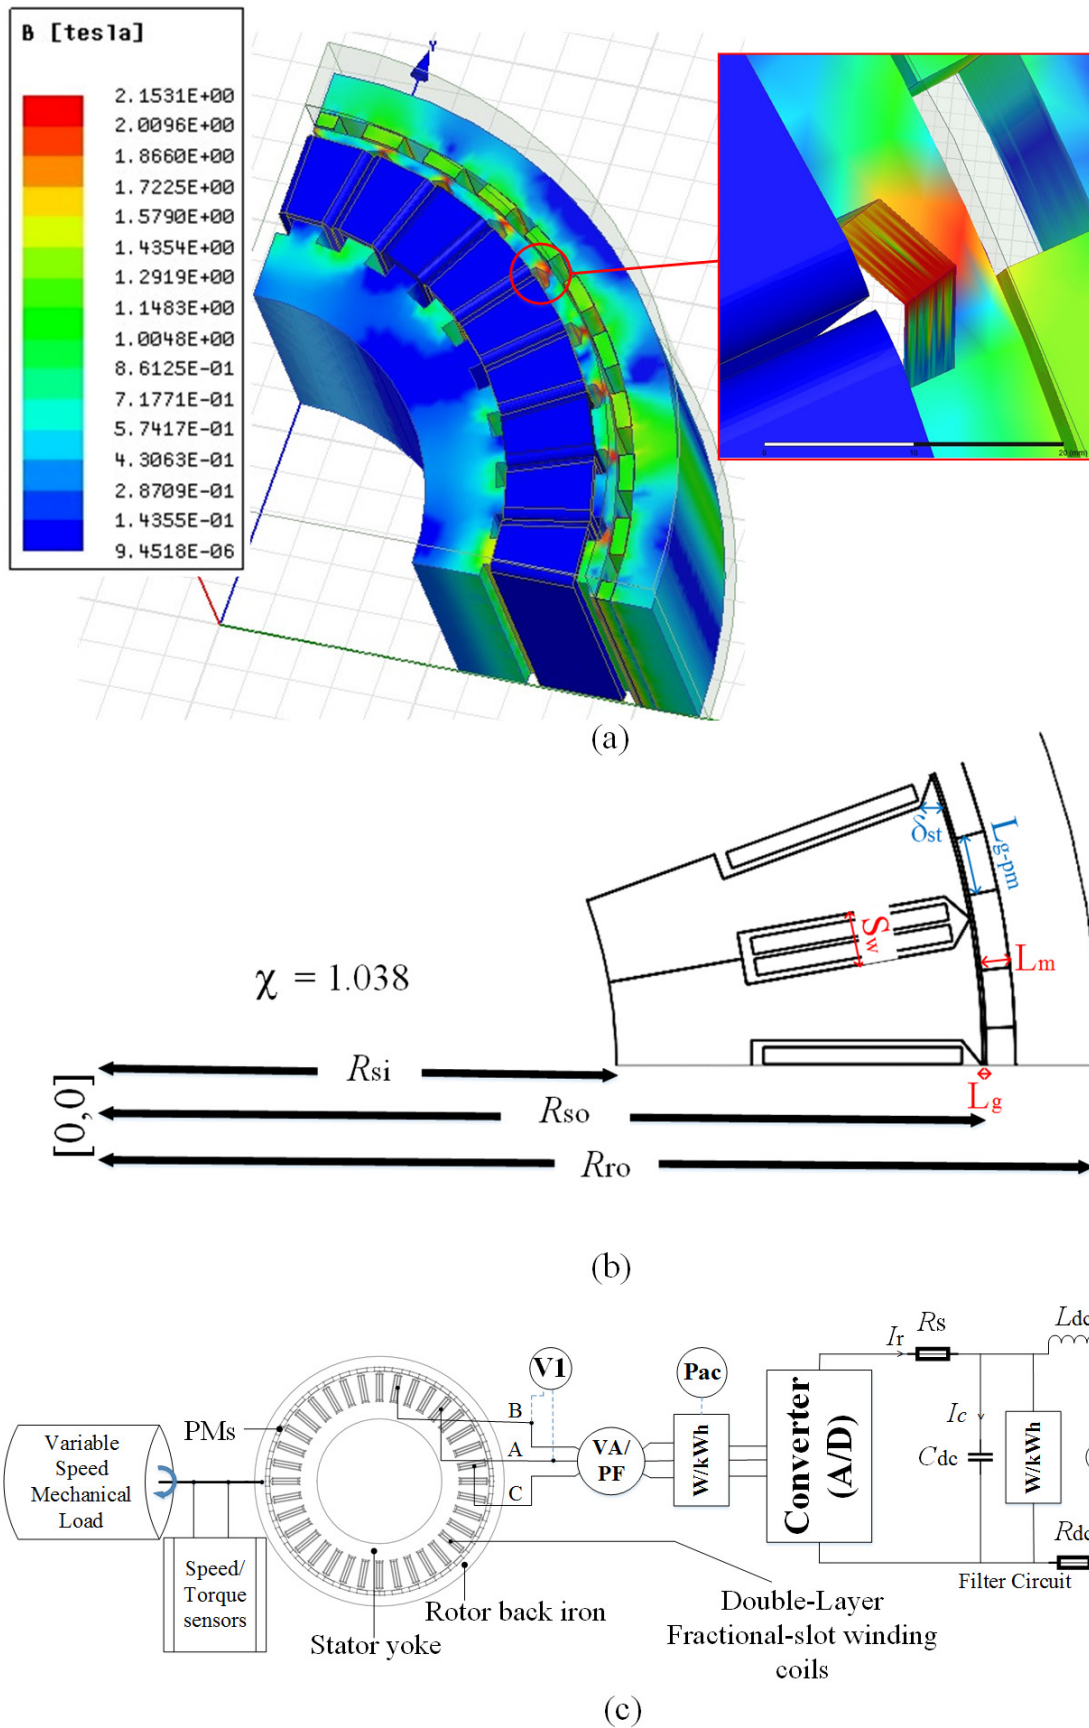 B [tesla]
2.1531E+00
2.0096E+00
1.8660E+00
1.7225E+00
1.5790E+00
1.4354E+00
1.2919E+00
1.1483E+00
1.0048E+00
8.6125E-01
7.1771E-01
5.7417E-01
4.3063E-01
2.8709E-01
1.4355E-01
9.4518E-06
Y
0 10 20 (mm)
(a)
δst
Lg-pm
Sw
Lm
χ = 1.038
Rsi
[0,0]
Rso
Lg
Rro
(b)
Variable
Speed
Mechanical
Load
Speed/
Torque
sensors
PMs
Stator yoke
Rotor back iron
V1
B
A
C
VA/
PF
Pac
W/kWh
Converter
(A/D)
Ir
Rs
Ldc
Ic
Cdc
W/kWh
Rdc
Filter Circuit
Double-Layer
Fractional-slot winding
coils
(c)